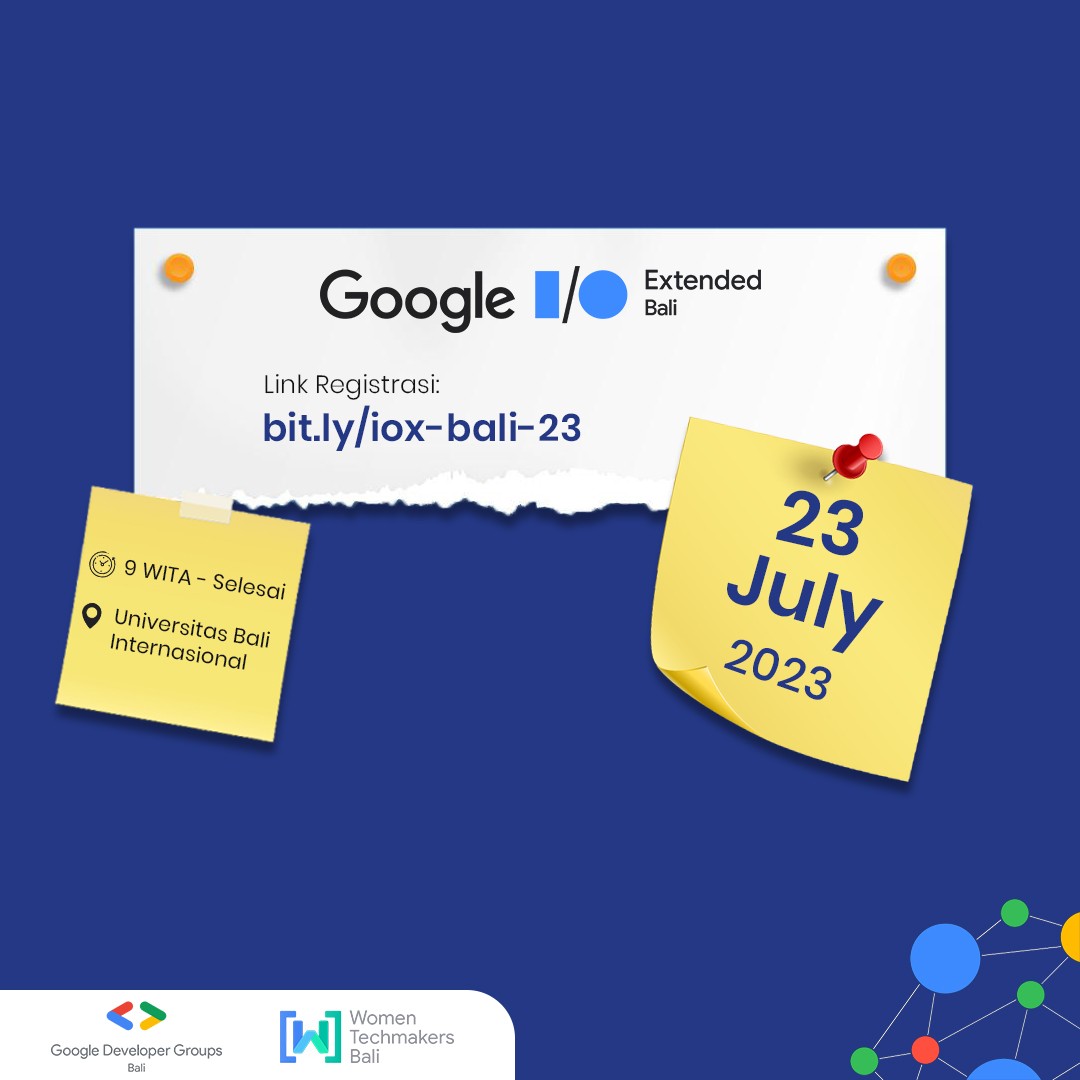 Google I/O Extended
Bali
Link Registrasi:
bit.ly/iox-bali-23
23
July
2023
9 WITA - Selesai
Universitas Bali
Internasional
Google Developer Groups
Bali
Women
Techmakers
Bali